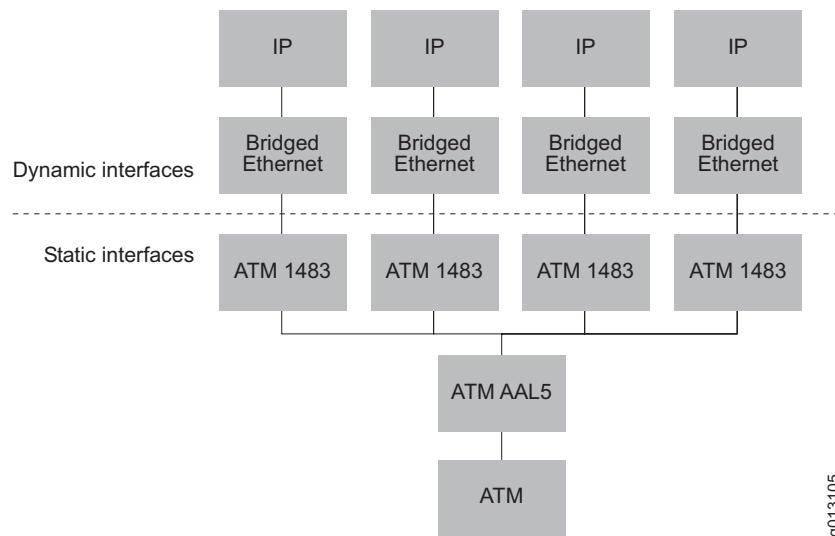 IP
IP
IP
IP
Dynamic interfaces
Bridged
Ethernet
Bridged
Ethernet
Bridged
Ethernet
Bridged
Ethernet
Static interfaces
ATM 1483
ATM 1483
ATM 1483
ATM 1483
ATM AAL5
ATM
g013105